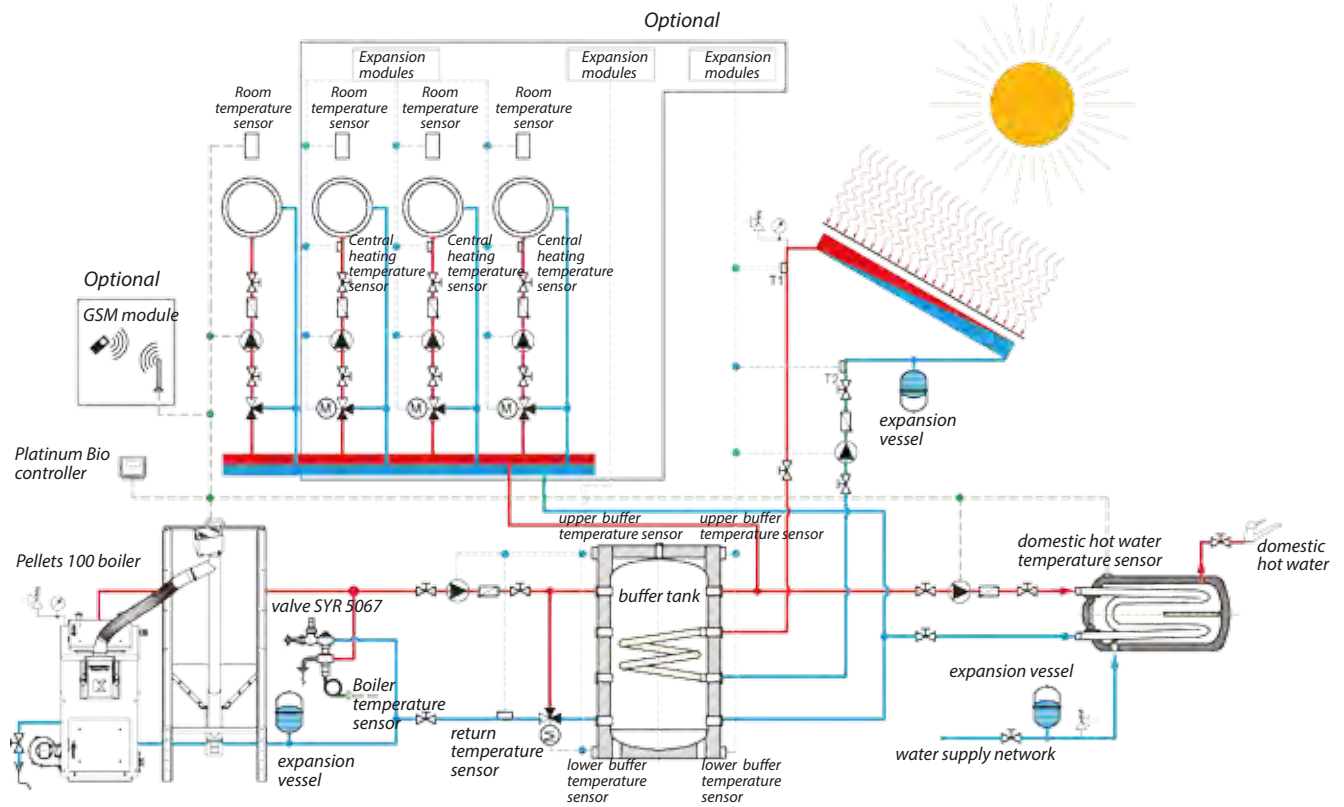 Optional
Expansion
modules
Expansion
modules
Expansion
modules
Room
temperature
sensor
Room
temperature
sensor
Room
temperature
sensor
Room
temperature
sensor
Central
heating
temperature
sensor
Central
heating
temperature
sensor
Central
heating
temperature
sensor
T1
T2
Optional
GSM module
M
M
M
expansion
vessel
Platinum Bio
controller
upper buffer
temperature sensor
upper buffer
temperature sensor
Pellets 100 boiler
domestic hot water
temperature sensor
domestic
hot water
valve SYR 5067
buffer tank
Boiler
temperature
sensor
expansion vessel
return
temperature
sensor
M
expansion
vessel
water supply network
lower buffer
temperature
sensor
lower buffer
temperature
sensor